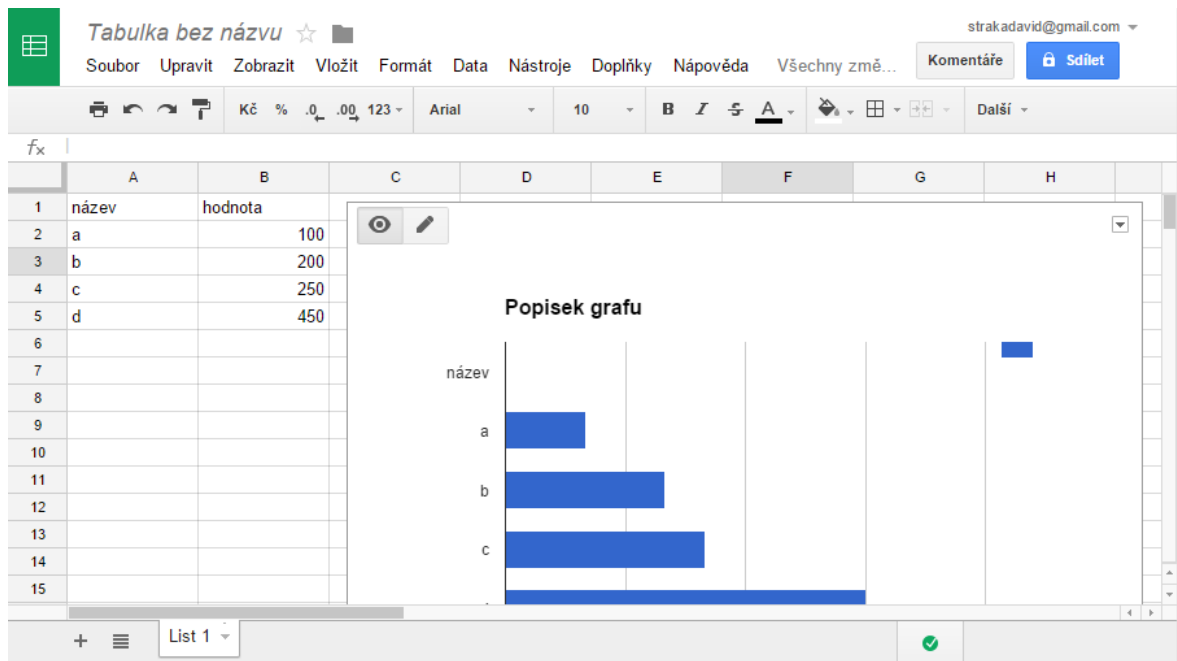 Tabulka bez názvu
strakadavid@gmail.com
Soubor Upravit Zobrazit Vložit Formát Data Nástroje Doplňky Nápověda Všechny změ...
Komentáře Sdílet
Kč % .0 .00 123 Arial 10 B I S A Další
fx
A B C D E F G H
1 název hodnota
2 a 100
3 b 200
4 c 250
5 d 450
6
7
8
9
10
11
12
13
14
15
Popisek grafu
název
a
b
c
List 1